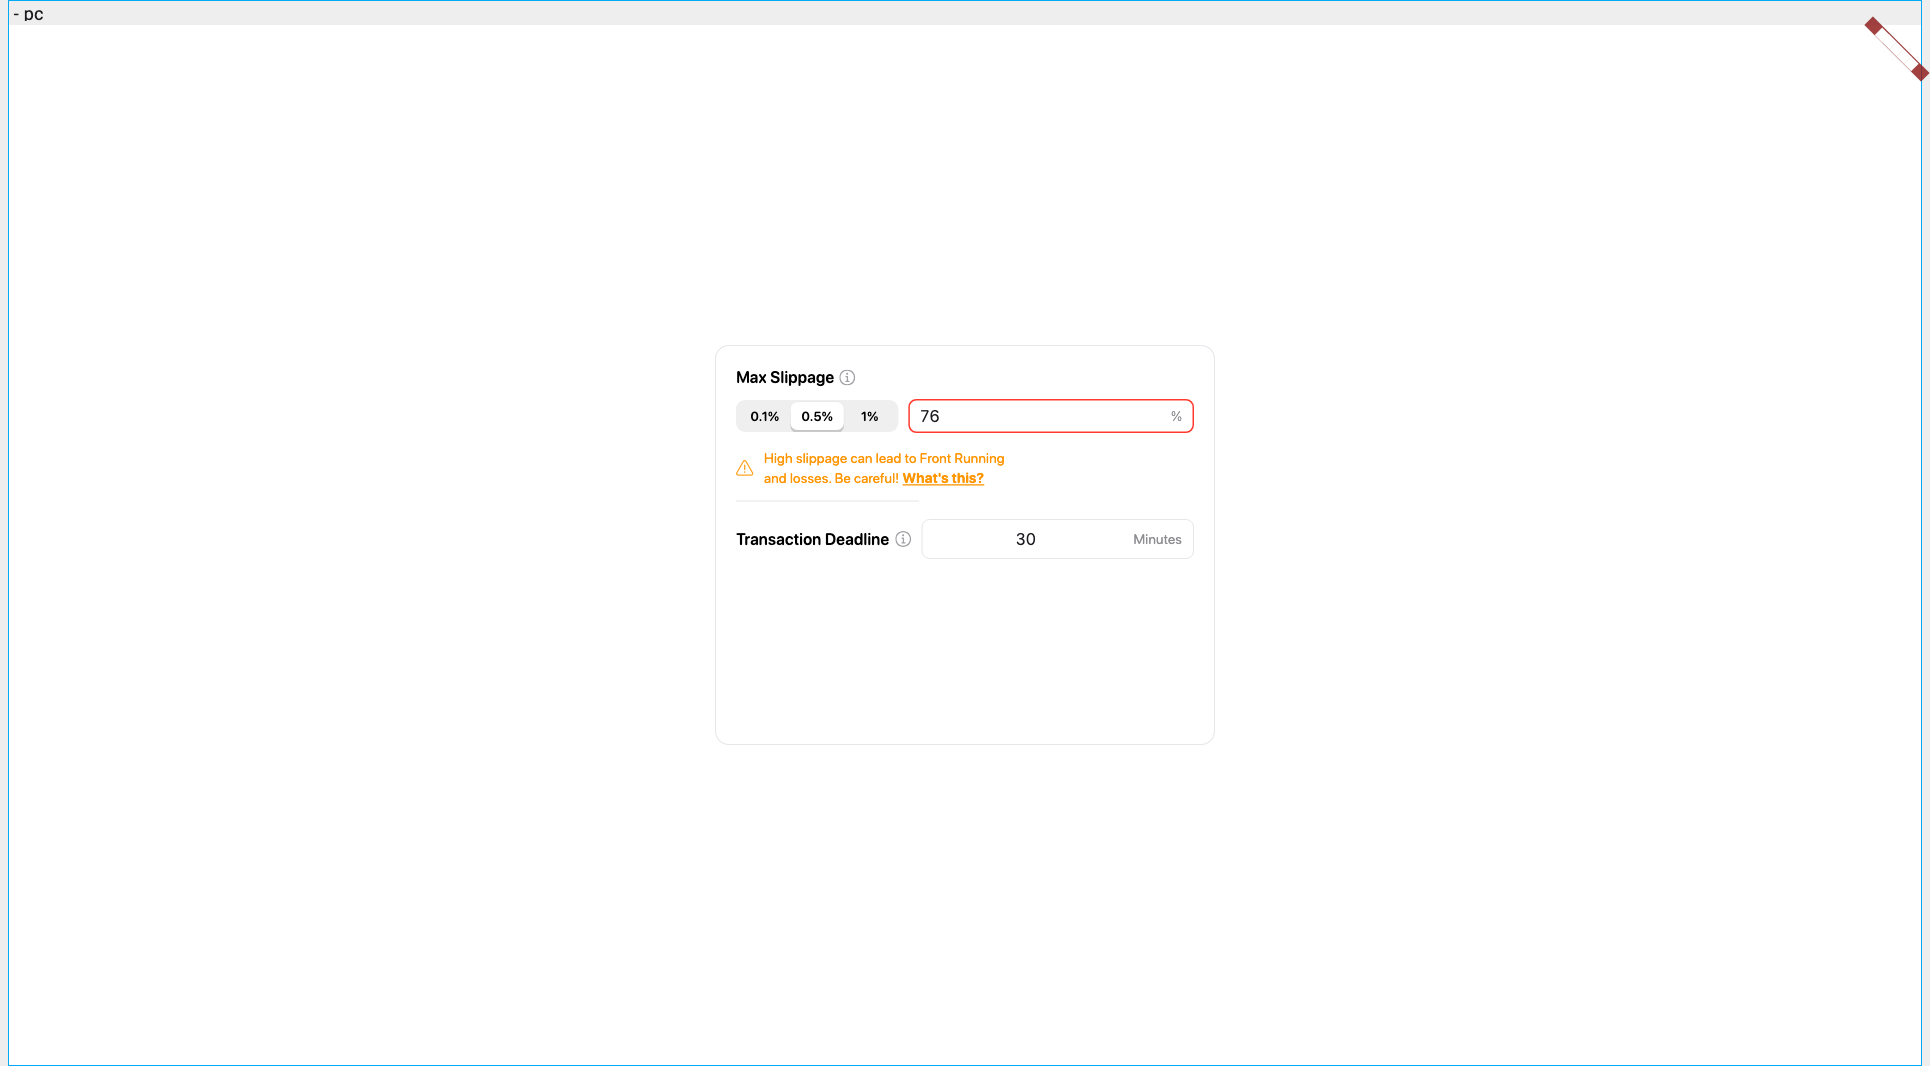 - pc
Max Slippage
0.1% 0.5% 1% 76 %
High slippage can lead to Front Running
and losses. Be careful! What's this?
Transaction Deadline 30 Minutes